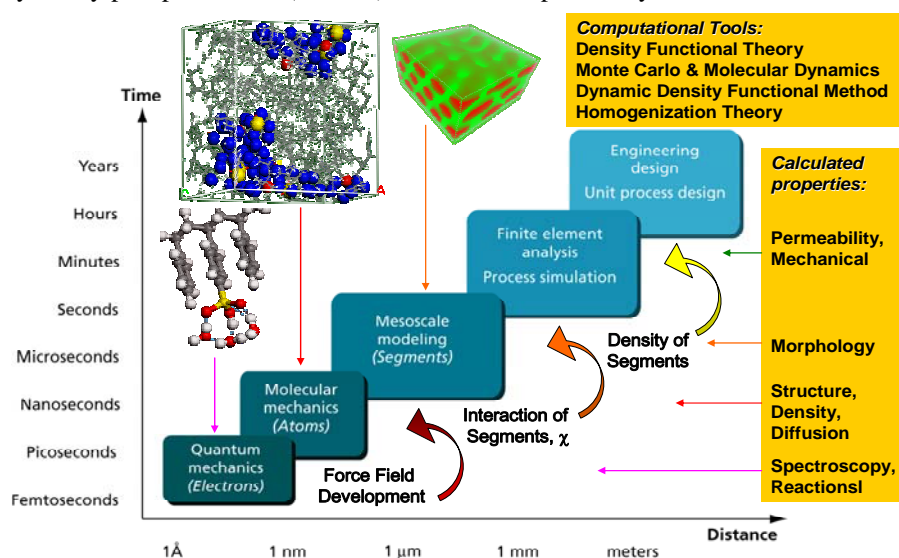 Computational Tools:
Density Functional Theory
Monte Carlo & Molecular Dynamics
Dynamic Density Functional Method
Homogenization Theory
Time
Years
Hours
Minutes
Seconds
Microseconds
Nanoseconds
Picoseconds
Femtoseconds
Engineering
design
Unit process design
Finite element
analysis
Process simulation
Mesoscale
modeling
(Segments)
Molecular
mechanics
(Atoms)
Quantum
mechanics
(Electrons)
Force Field
Development
Interaction of
Segments, χ
Density of
Segments
Calculated
properties:
Permeability,
Mechanical
Morphology
Structure,
Density,
Diffusion
Spectroscopy,
Reactionsl
A
Distance
1Å
1 nm
1 μm
1 mm
meters